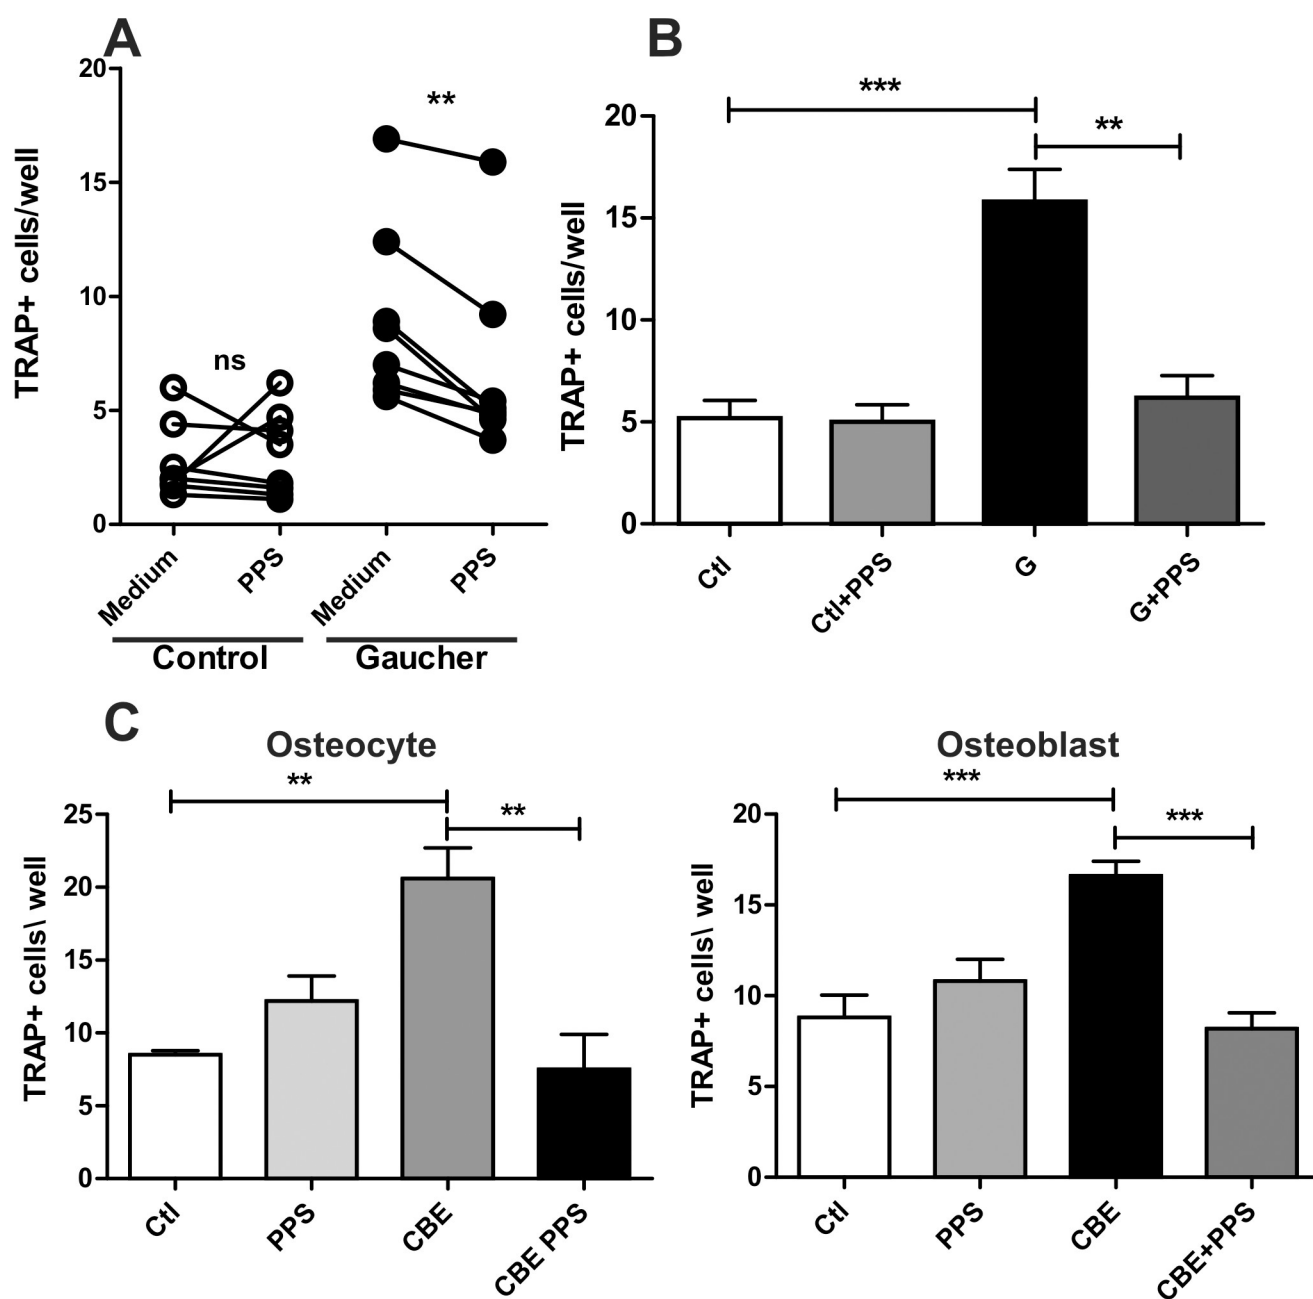 A
TRAP+ cells/well
20
15
10
5
0
ns
**
Medium
PPS
Medium
PPS
Control
Gaucher
B
TRAP+ cells/well
20
15
10
5
0
***
**
Ctl
Ctl+PPS
G
G+PPS
C
Osteocyte
TRAP+ cells\ well
25
20
15
10
5
0
**
**
Ctl
PPS
CBE
CBE PPS
Osteoblast
TRAP+ cells\ well
20
15
10
5
0
***
***
Ctl
PPS
CBE
CBE+PPS